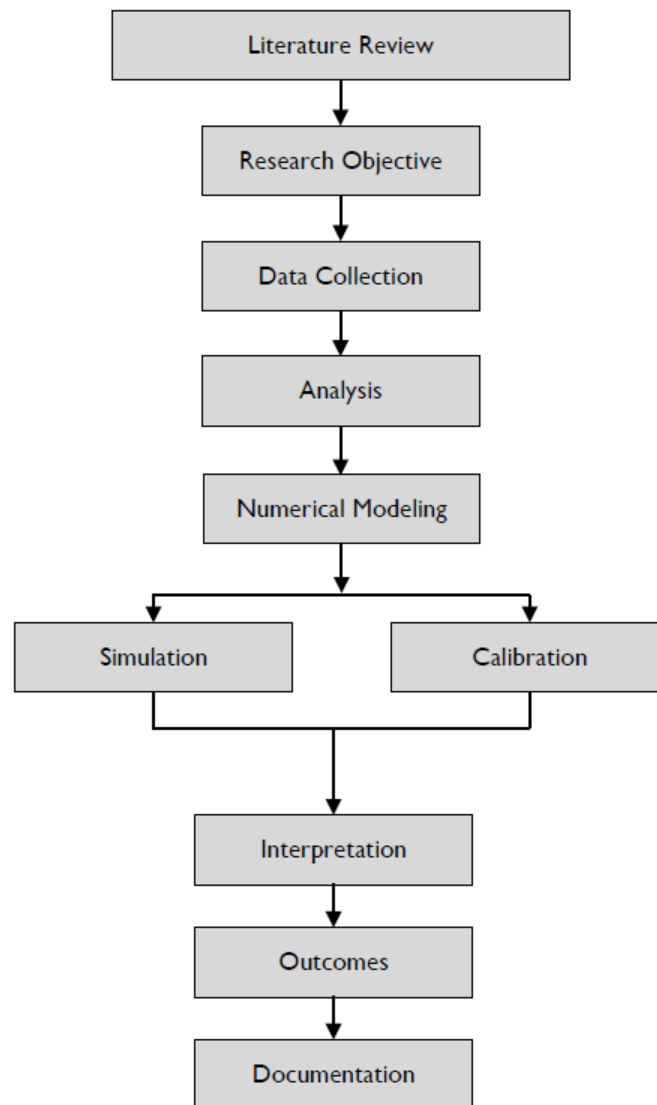 Literature Review
Research Objective
Data Collection
Analysis
Numerical Modeling
Simulation
Calibration
Interpretation
Outcomes
Documentation